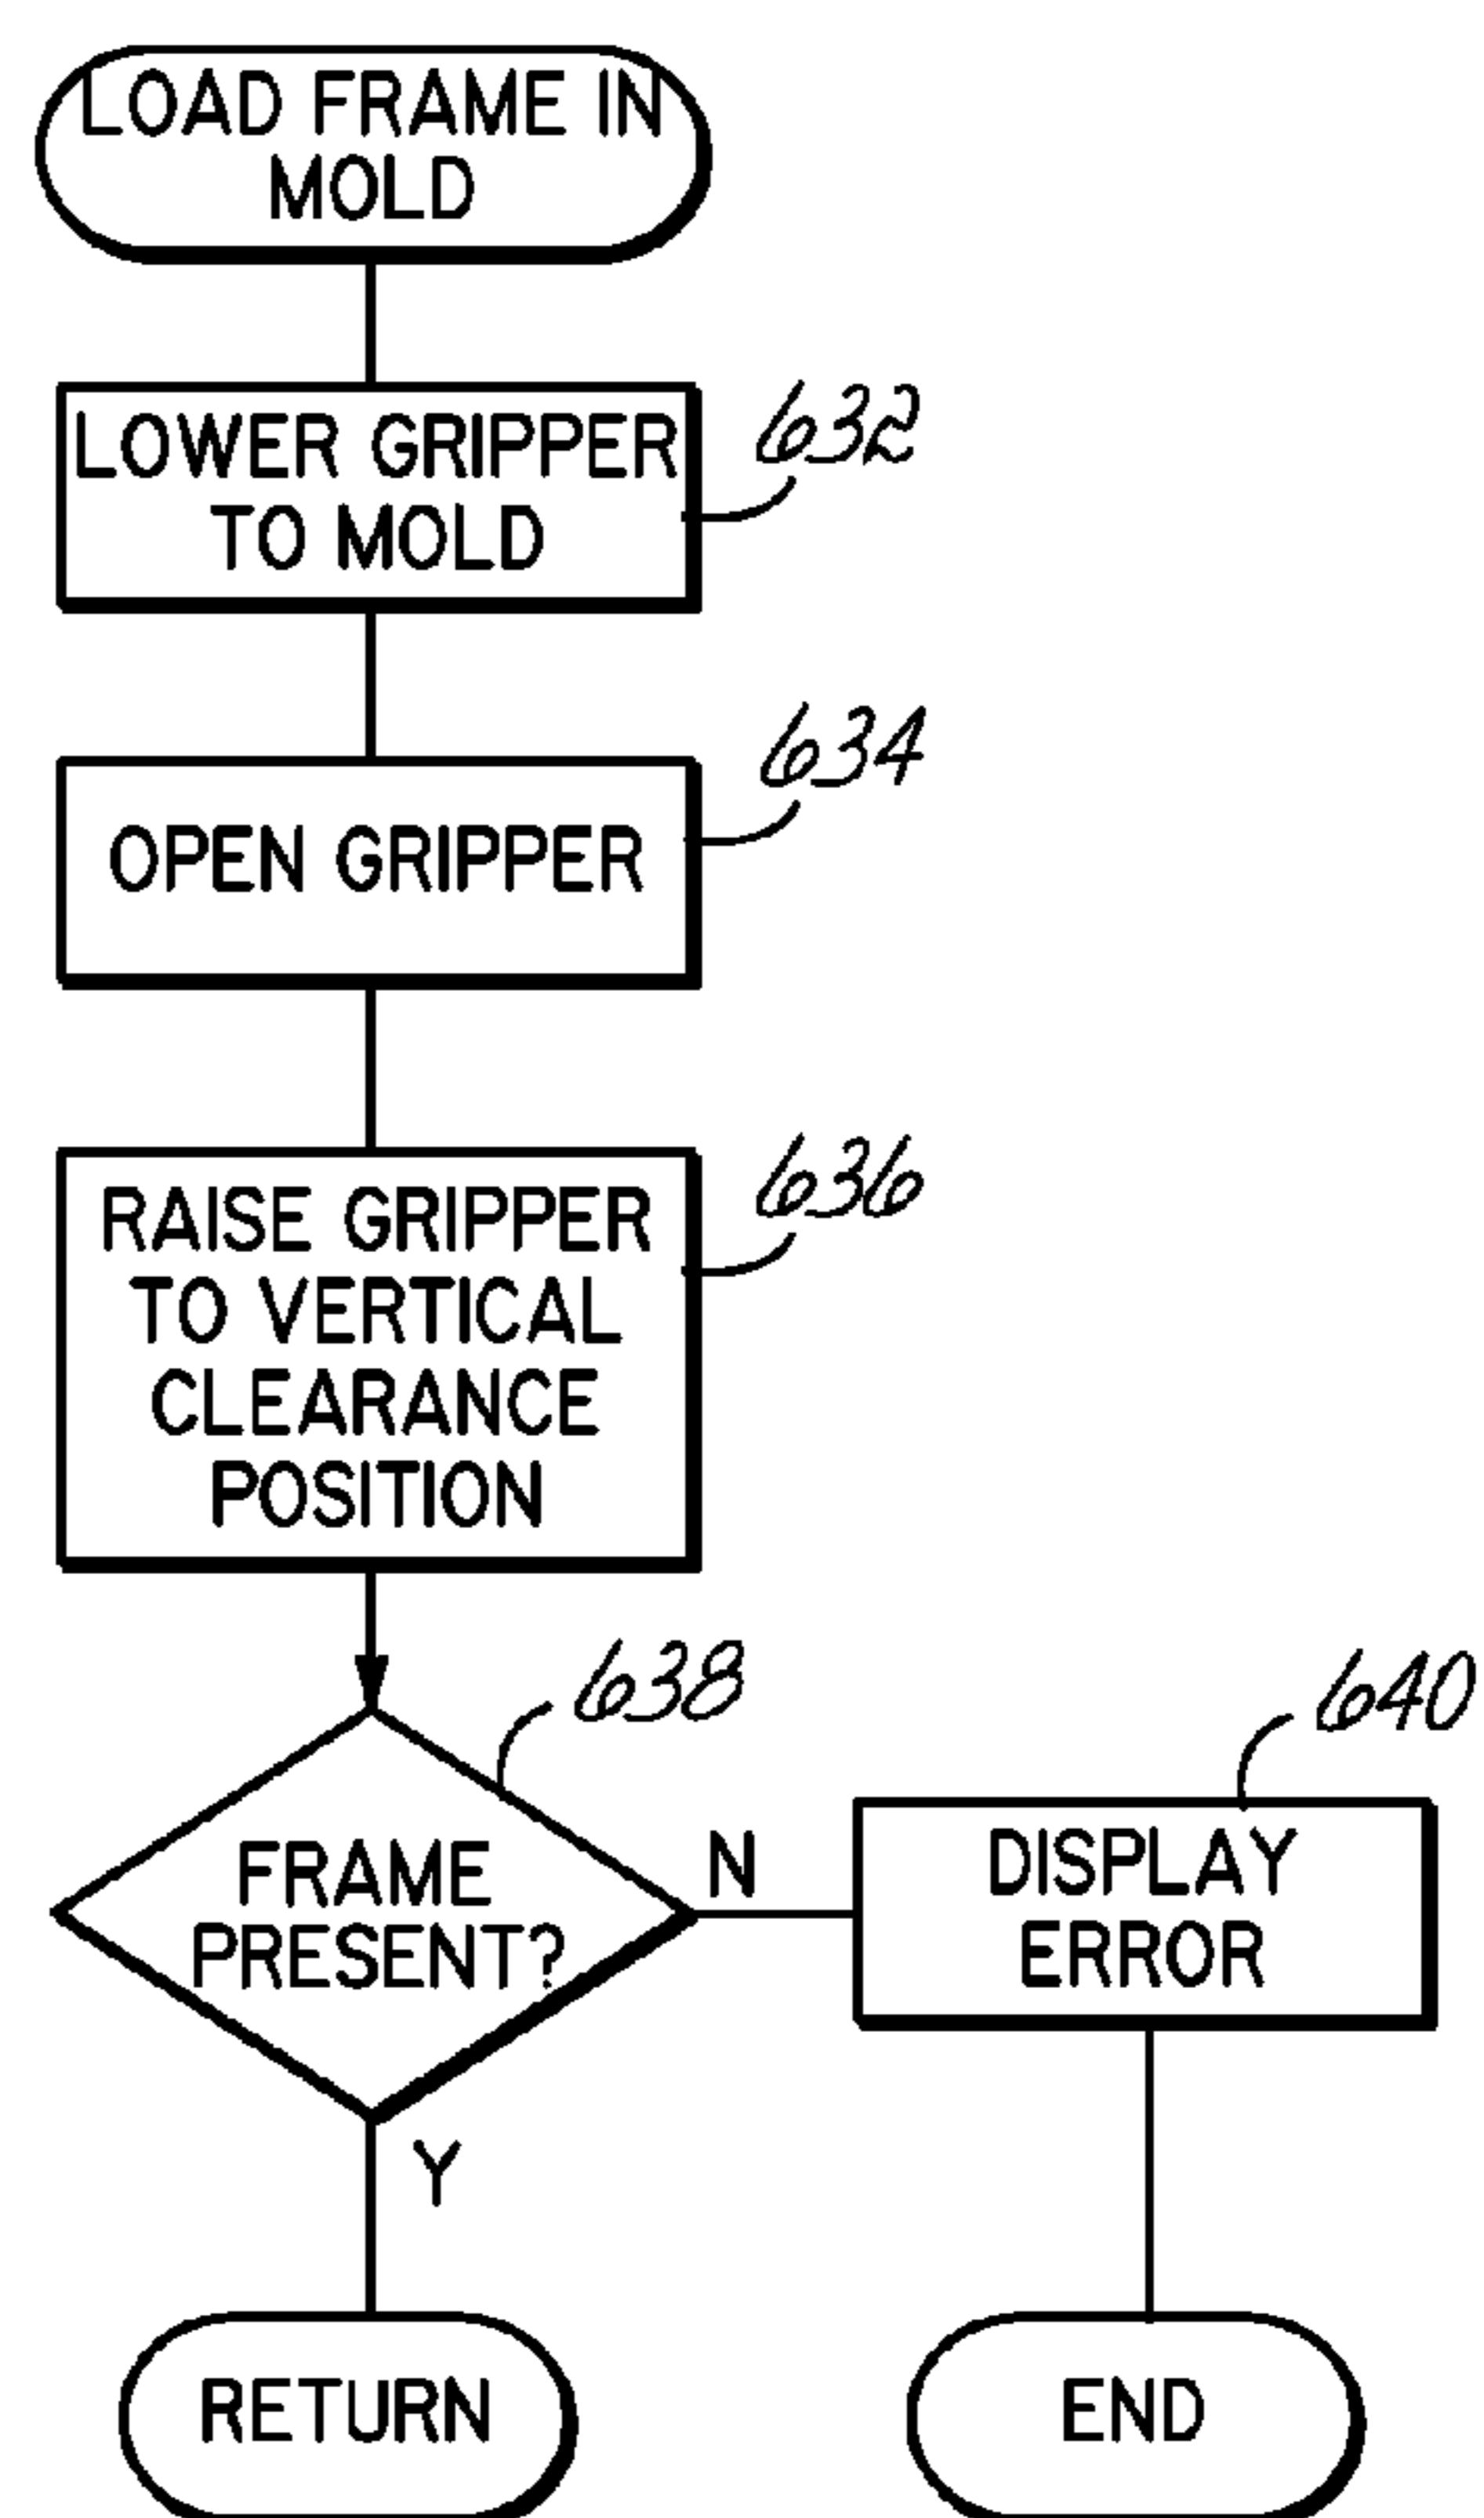 LOAD FRAME IN
MOLD
LOWER GRIPPER
TO MOLD
632
OPEN GRIPPER
634
RAISE GRIPPER
TO VERTICAL
CLEARANCE
POSITION
636
638
FRAME
PRESENT?
N
640
DISPLAY
ERROR
Y
RETURN
END